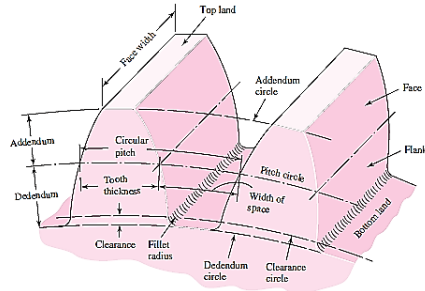 Top land
Face width
Addendum
circle
Face
Addendum
Circular
pitch
Flank
Pitch circle
Tooth
thickness
Dedendum
Width of
space
Bottom land
Clearance
Fillet
radius
Dedendum
circle
Clearance
circle